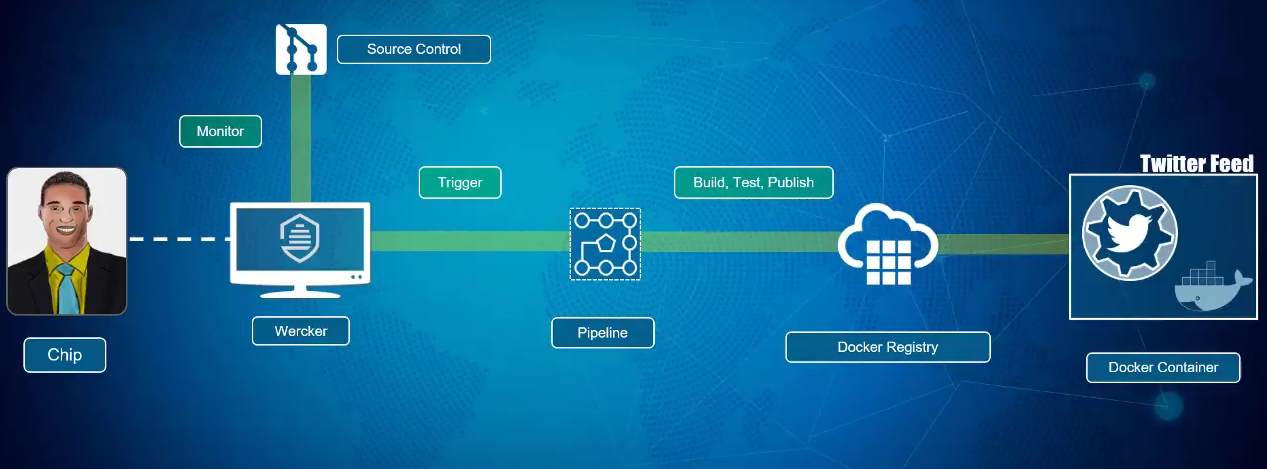 Source Control
Monitor
Trigger
Build, Test, Publish
Twitter Feed
Chip
Wercker
Pipeline
Docker Registry
Docker Container